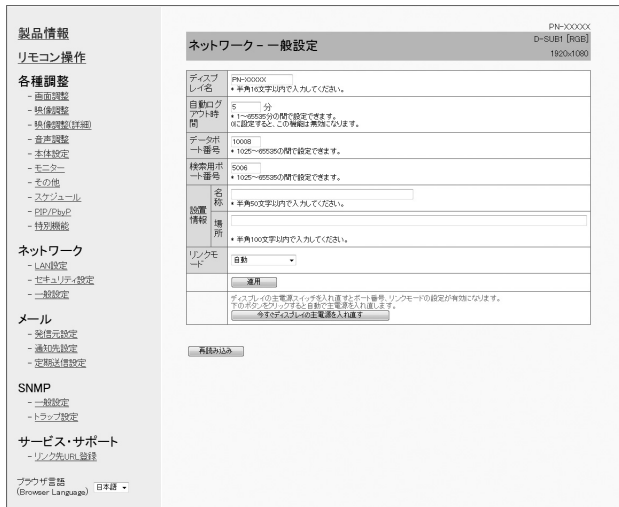 製品情報
リモコン操作
各種調整
- 画面調整
- 映像調整
- 映像調整(詳細)
- 音声調整
- 本体設定
- モニター
- その他
- スケジュール
- PIP/PbyP
- 特別機能
ネットワーク
- LAN設定
- セキュリティ設定
- 一般設定
メール
- 発信元設定
- 通知先設定
- 定期送信設定
SNMP
- 一般設定
- トラップ設定
サービス・サポート
- リンク先URL登録
ブラウザ言語
(Browser Language) 日本語
PN-XXXXX
ネットワーク – 一般設定
D-SUB1 [RGB]
1920x1080
ディスプ
レイ名
PN-XXXXX
* 半角16文字以内で入力してください。
自動ログ
アウト時
間
5 分
* 1～65535分の間で設定できます。
0に設定すると、この機能は無効になります。
データポ
ート番号
10008
* 1025～65535の間で設定できます。
検索用ポ
ート番号
5006
* 1025～65535の間で設定できます。
設置
情報
名
称
* 半角50文字以内で入力してください。
場
所
* 半角100文字以内で入力してください。
リンクモ
ード
自動
適用
ディスプレイの主電源スイッチを入れ直すとポート番号、リンクモードの設定が有効になります。
下のボタンをクリックすると自動で主電源を入れ直します。
今すぐディスプレイの主電源を入れ直す
再読み込み